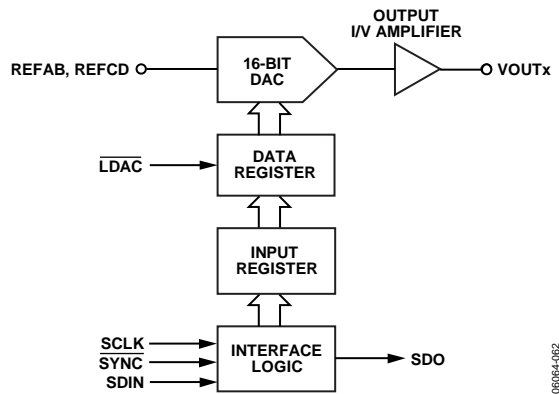 OUTPUT
I/V AMPLIFIER
REFAB, REFCD
16-BIT
DAC
VOUTx
LDAC
DATA
REGISTER
INPUT
REGISTER
SCLK
SYNC
SDIN
INTERFACE
LOGIC
SDO
06064-062